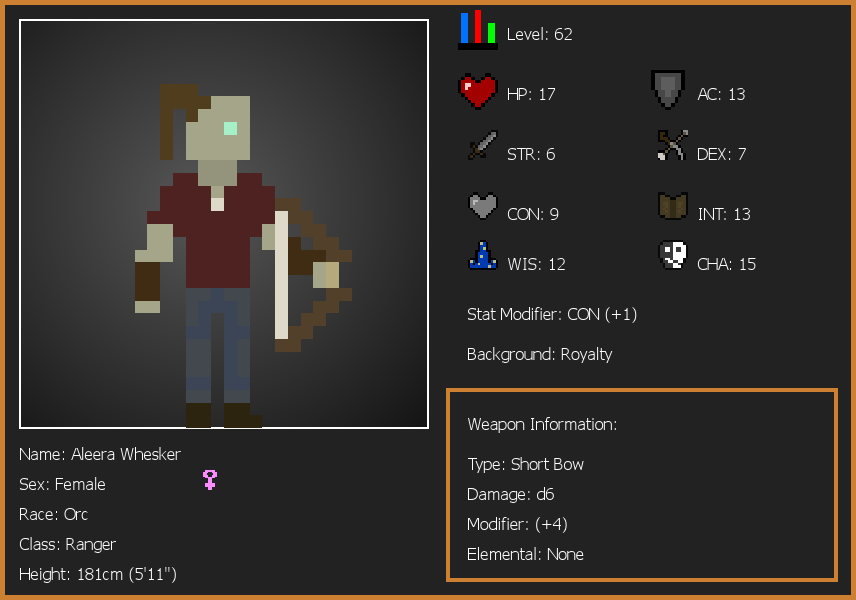 Level: 62
HP: 17
AC: 13
STR: 6
DEX: 7
CON: 9
INT: 13
WIS: 12
CHA: 15
Stat Modifier: CON (+1)
Background: Royalty
Weapon Information:
Type: Short Bow
Damage: d6
Modifier: (+4)
Elemental: None
Name: Aleera Whesker
Sex: Female
Race: Orc
Class: Ranger
Height: 181cm (5'11")